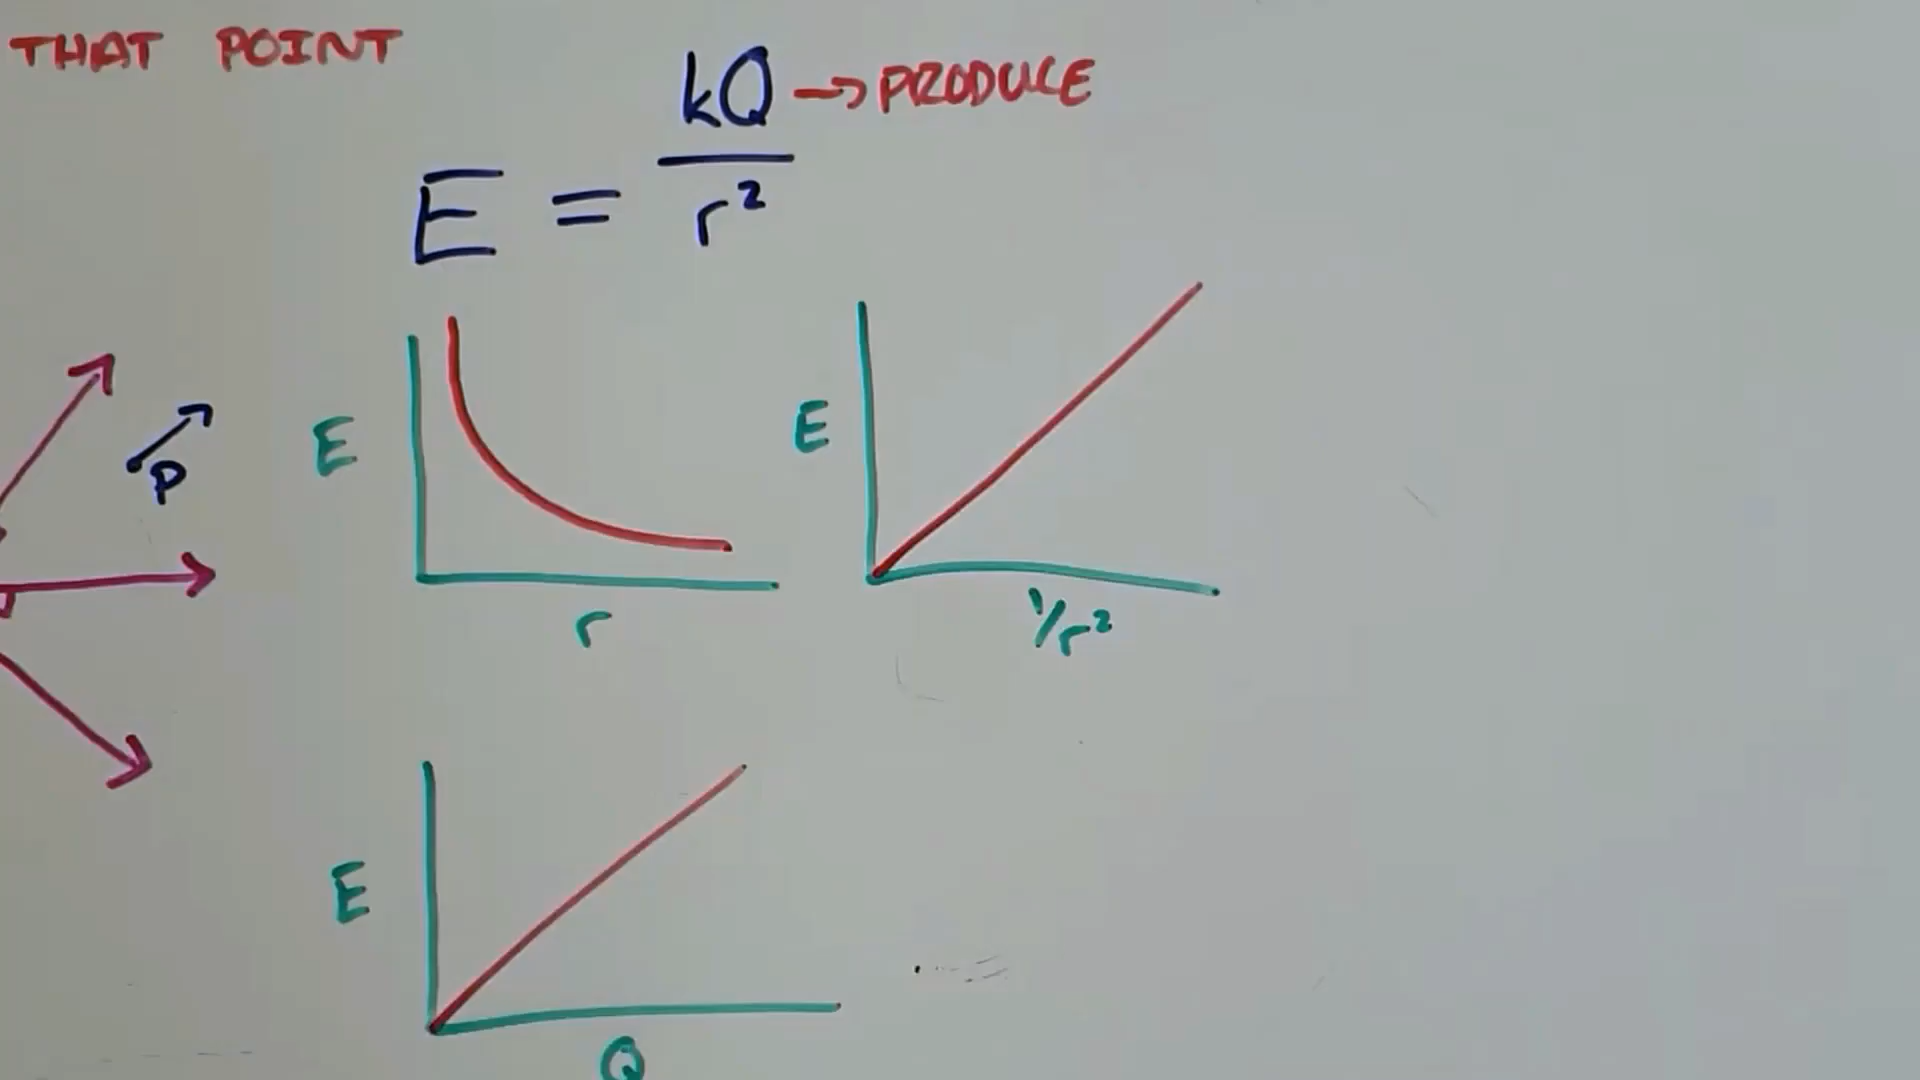 THAT POINT
kQ → PRODUCE
E = 
r²
P
E
r
E
1/r²
E
Q